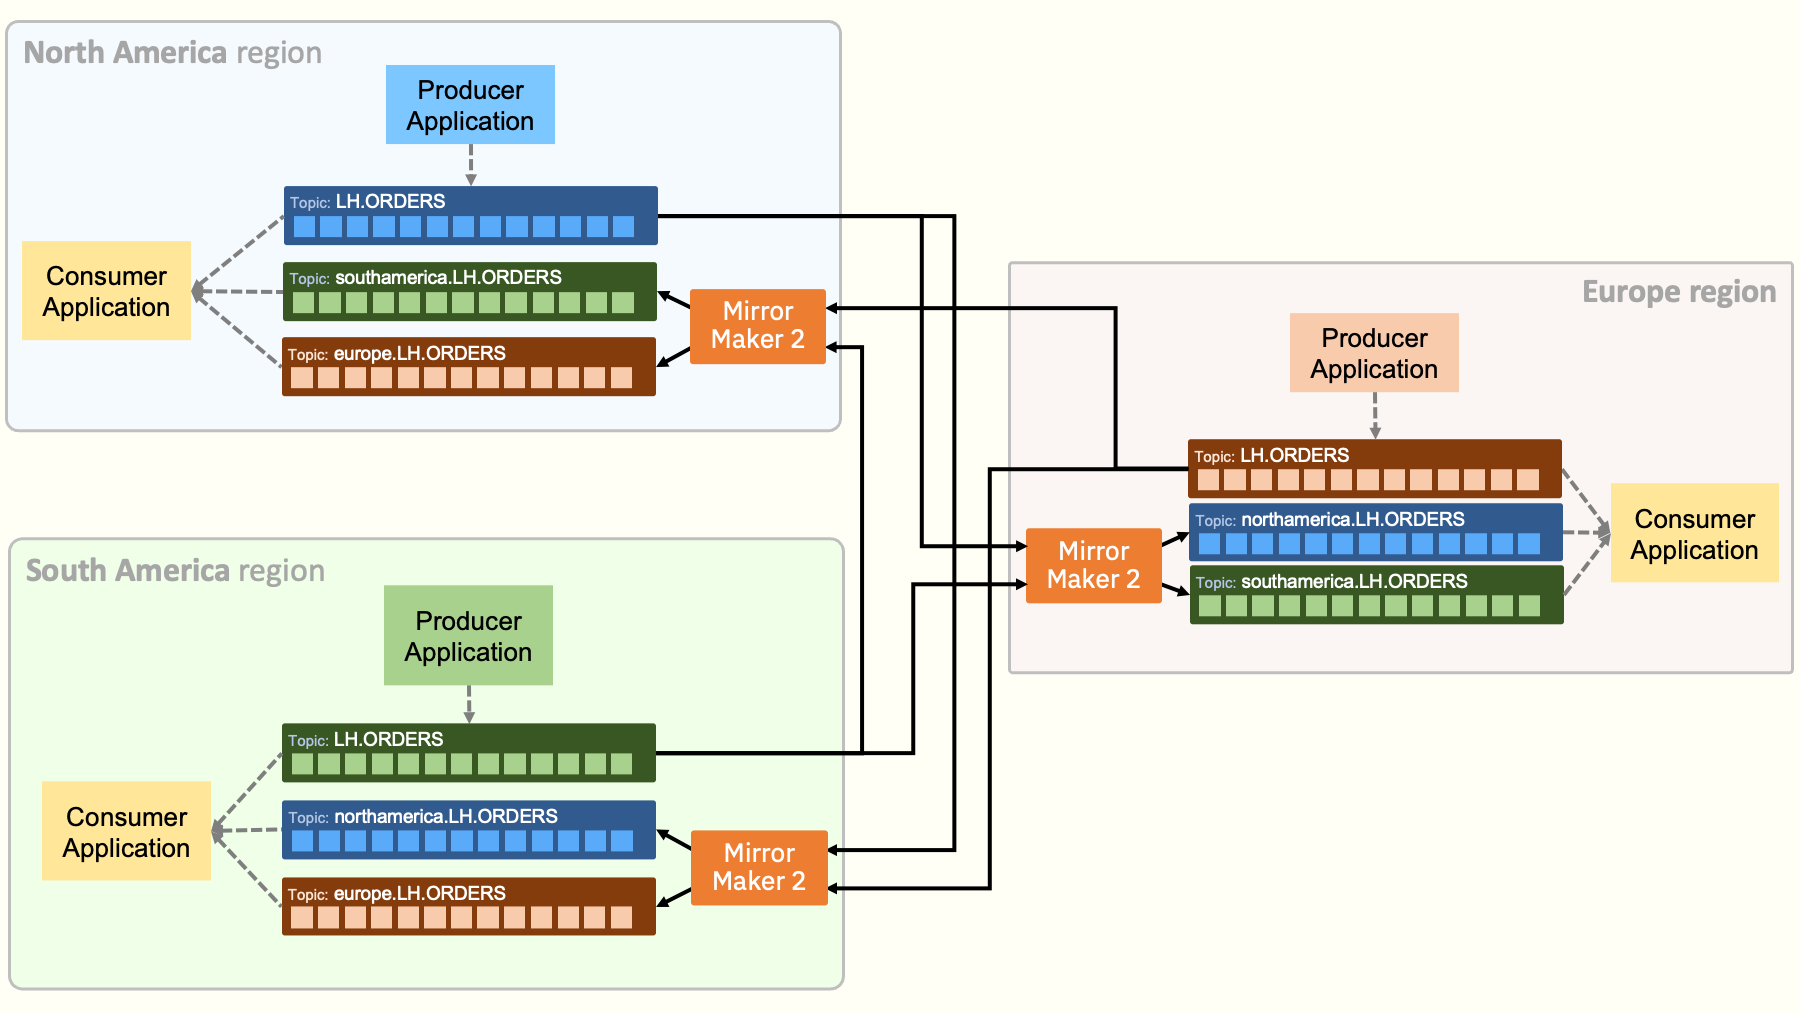 North America region
Producer
Application
Topic: LH.ORDERS
Consumer
Application
Topic: southamerica.LH.ORDERS
Mirror
Maker 2
Topic: europe.LH.ORDERS
Europe region
Producer
Application
Topic: LH.ORDERS
Topic: northamerica.LH.ORDERS
Consumer
Application
Mirror
Maker 2
Topic: southamerica.LH.ORDERS
South America region
Producer
Application
Topic: LH.ORDERS
Consumer
Application
Topic: northamerica.LH.ORDERS
Mirror
Maker 2
Topic: europe.LH.ORDERS